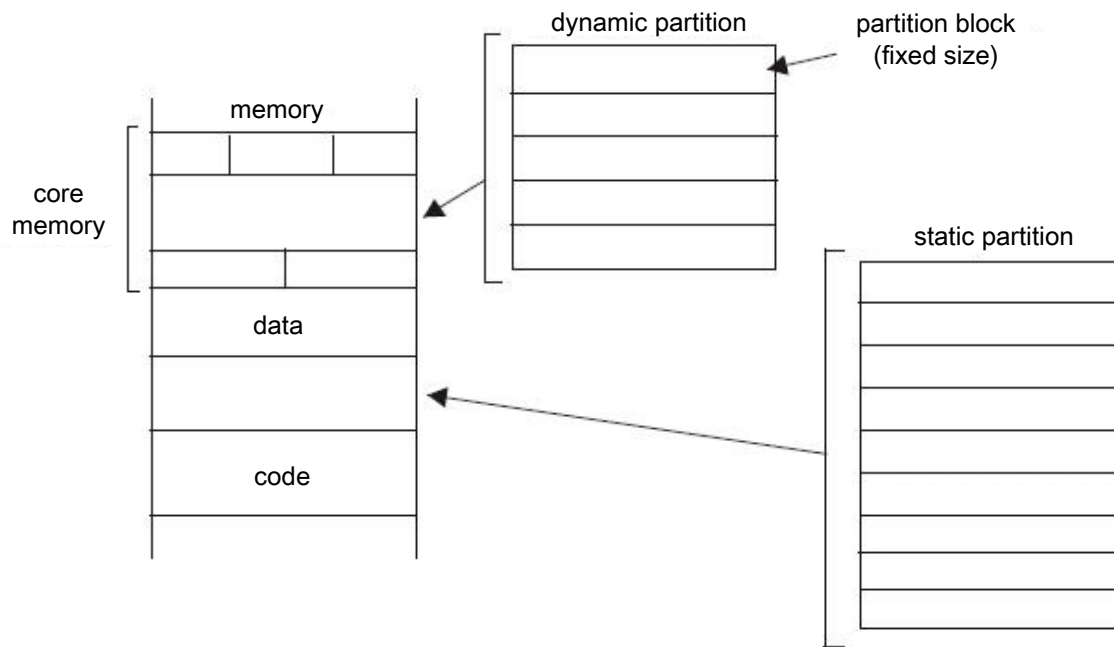 dynamic partition
partition block
(fixed size)
memory
core
memory
static partition
data
code